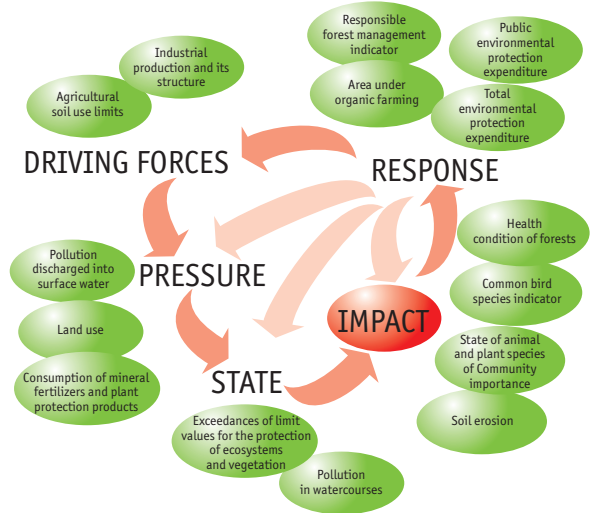 Responsible
forest management
indicator
Public
environmental
protection
expenditure
Industrial
production and its
structure
Agricultural
soil use limits
Area under
organic farming
Total
environmental
protection
expenditure
DRIVING FORCES
RESPONSE
Health
condition of forests
Pollution
discharged into
surface water
PRESSURE
Common bird
species indicator
Land use
IMPACT
State of animal
and plant species
of Community
importance
Consumption of mineral
fertilizers and plant
protection products
STATE
Soil erosion
Exceedances of limit
values for the protection
of ecosystems
and vegetation
Pollution
in watercourses